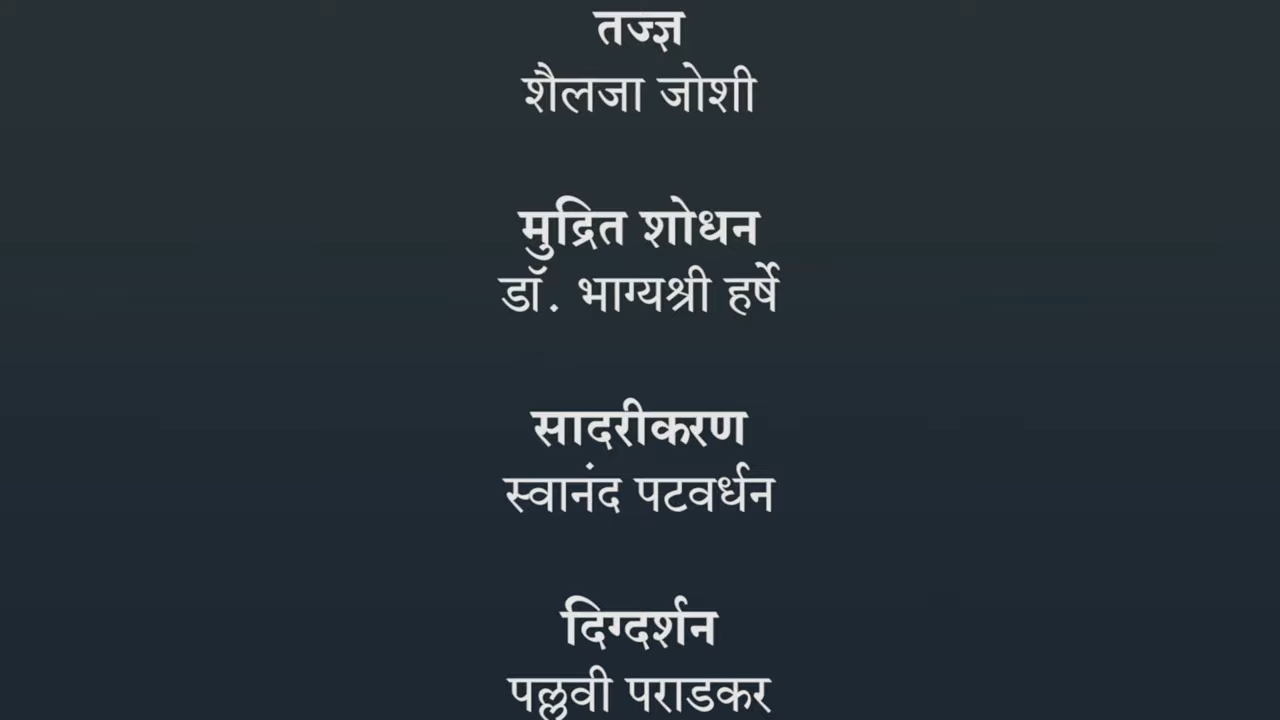 तज्ज्ञ
शैलजा जोशी
मुद्रित शोधन
डॉ. भाग्यश्री हर्षे
सादरीकरण
स्वानंद पटवर्धन
दिग्दर्शन
पल्लवी पराडकर